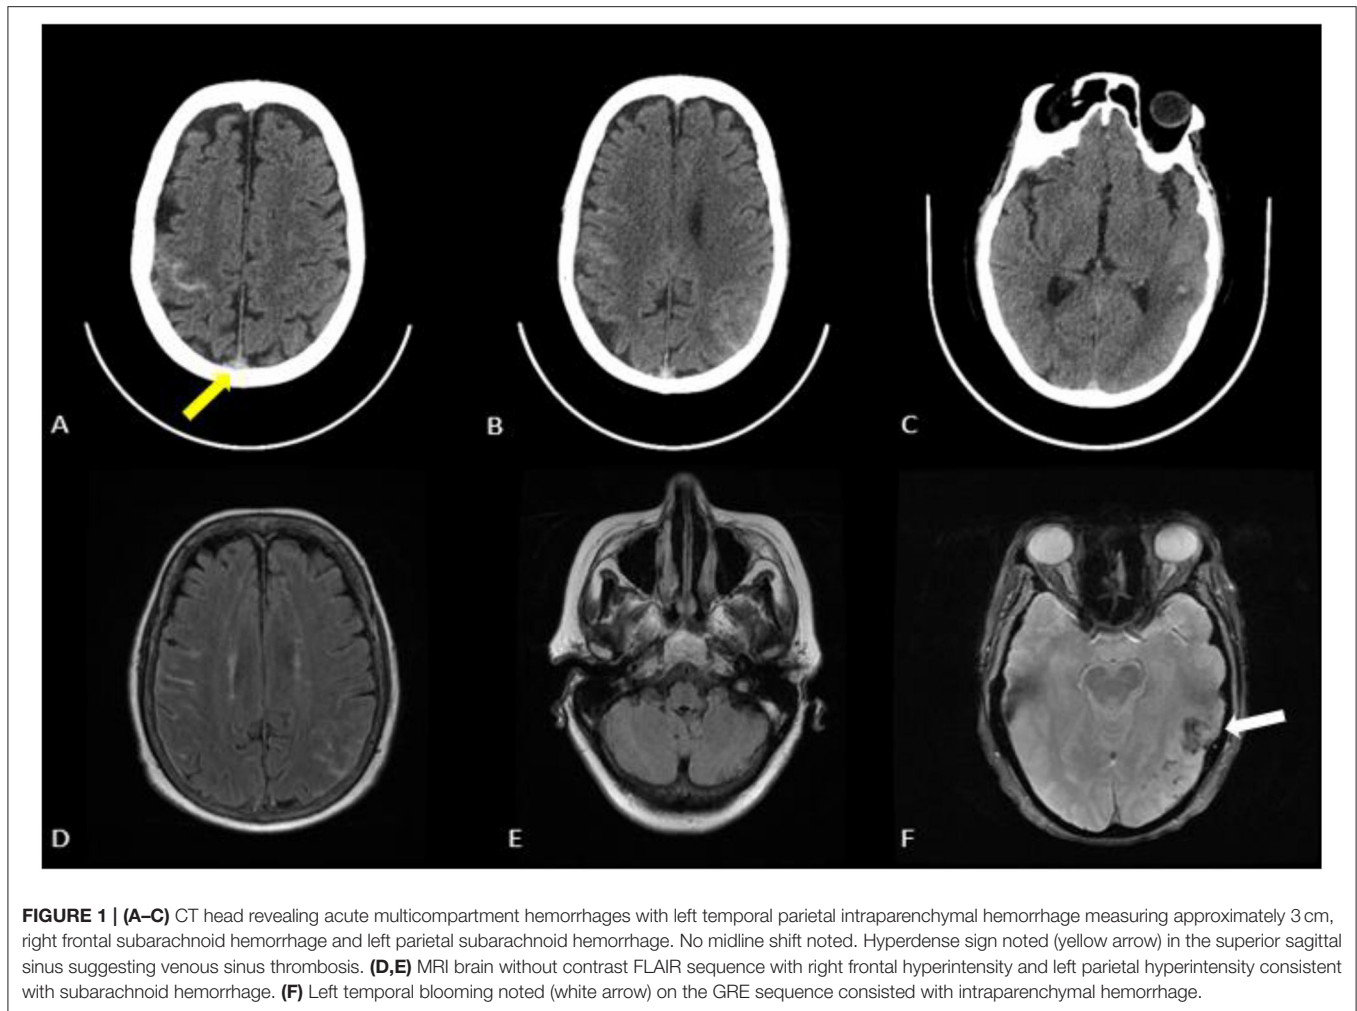 A
B
C
D
E
F
FIGURE 1 | (A–C) CT head revealing acute multicompartment hemorrhages with left temporal parietal intraparenchymal hemorrhage measuring approximately 3 cm,
right frontal subarachnoid hemorrhage and left parietal subarachnoid hemorrhage. No midline shift noted. Hyperdense sign noted (yellow arrow) in the superior sagittal
sinus suggesting venous sinus thrombosis. (D,E) MRI brain without contrast FLAIR sequence with right frontal hyperintensity and left parietal hyperintensity consistent
with subarachnoid hemorrhage. (F) Left temporal blooming noted (white arrow) on the GRE sequence consisted with intraparenchymal hemorrhage.